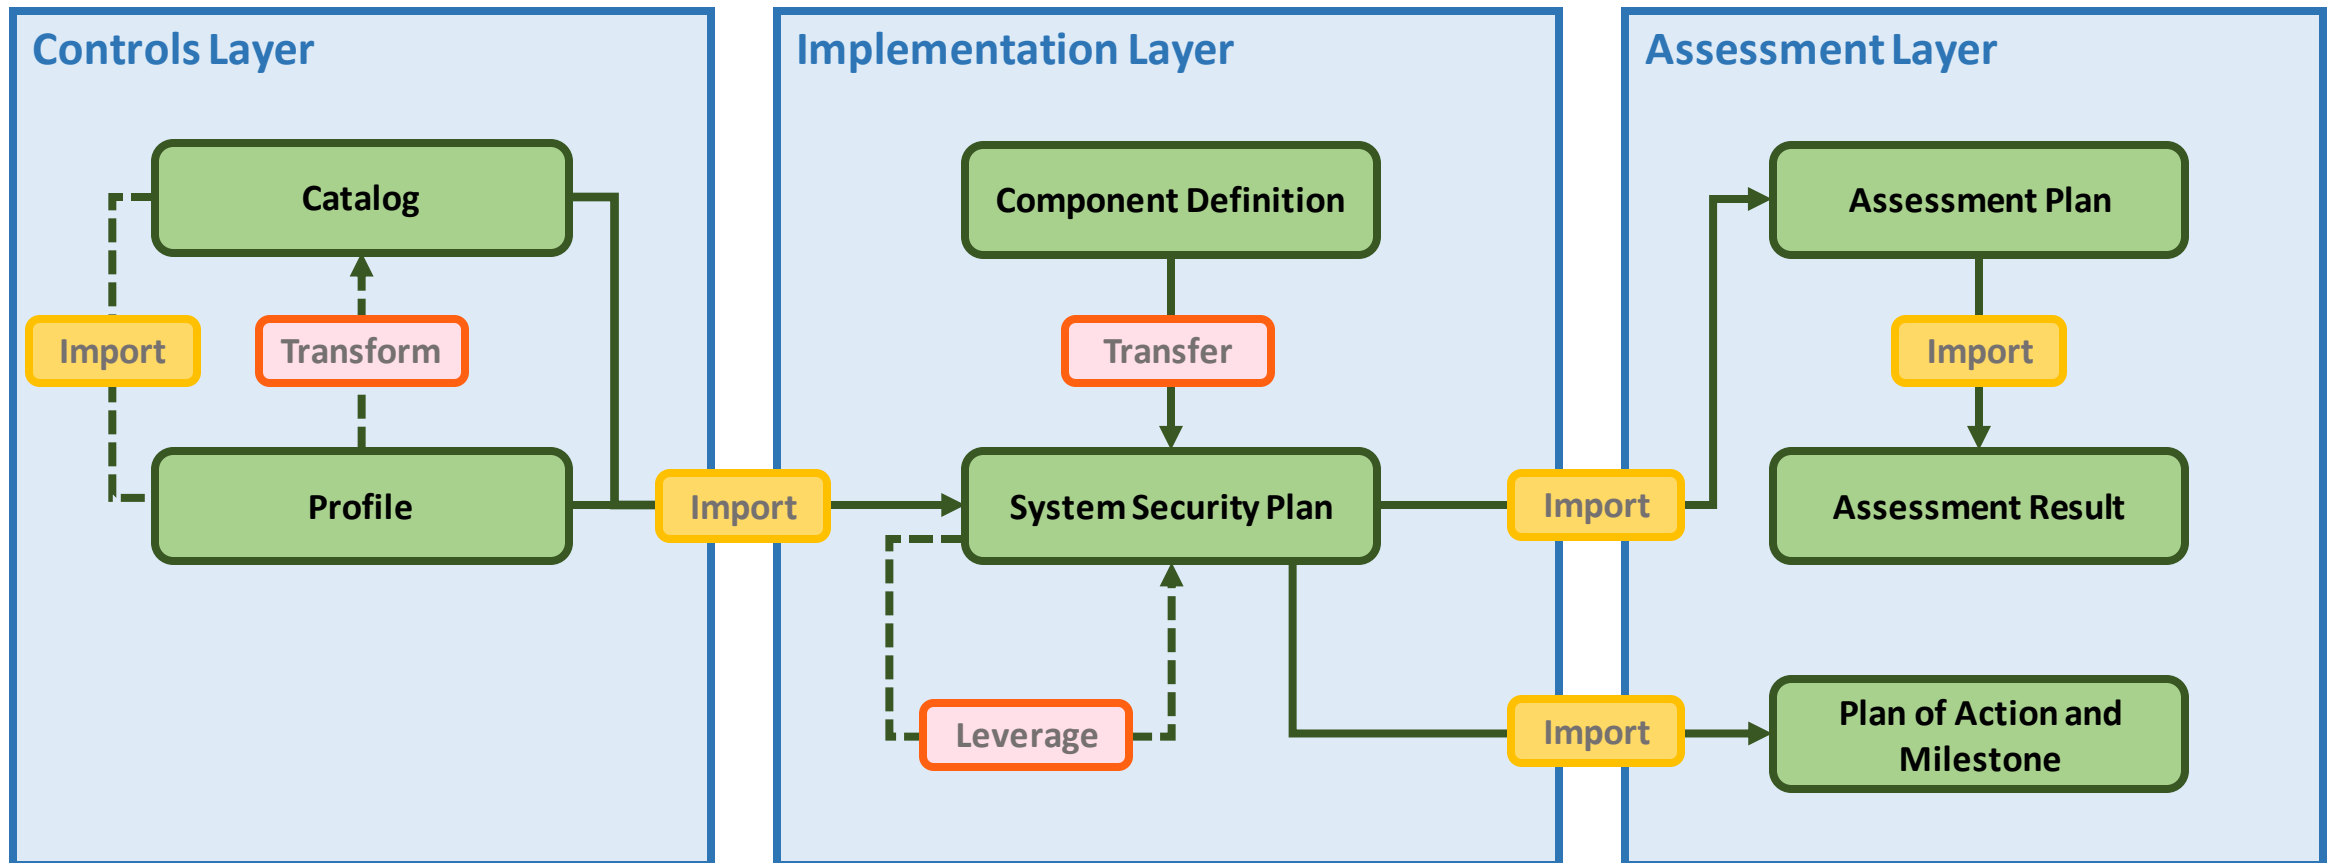 Controls Layer
Catalog
Import
Transform
Profile
Import
Implementation Layer
Component Definition
Transfer
System Security Plan
Leverage
Import
Import
Assessment Layer
Assessment Plan
Import
Assessment Result
Plan of Action and
Milestone